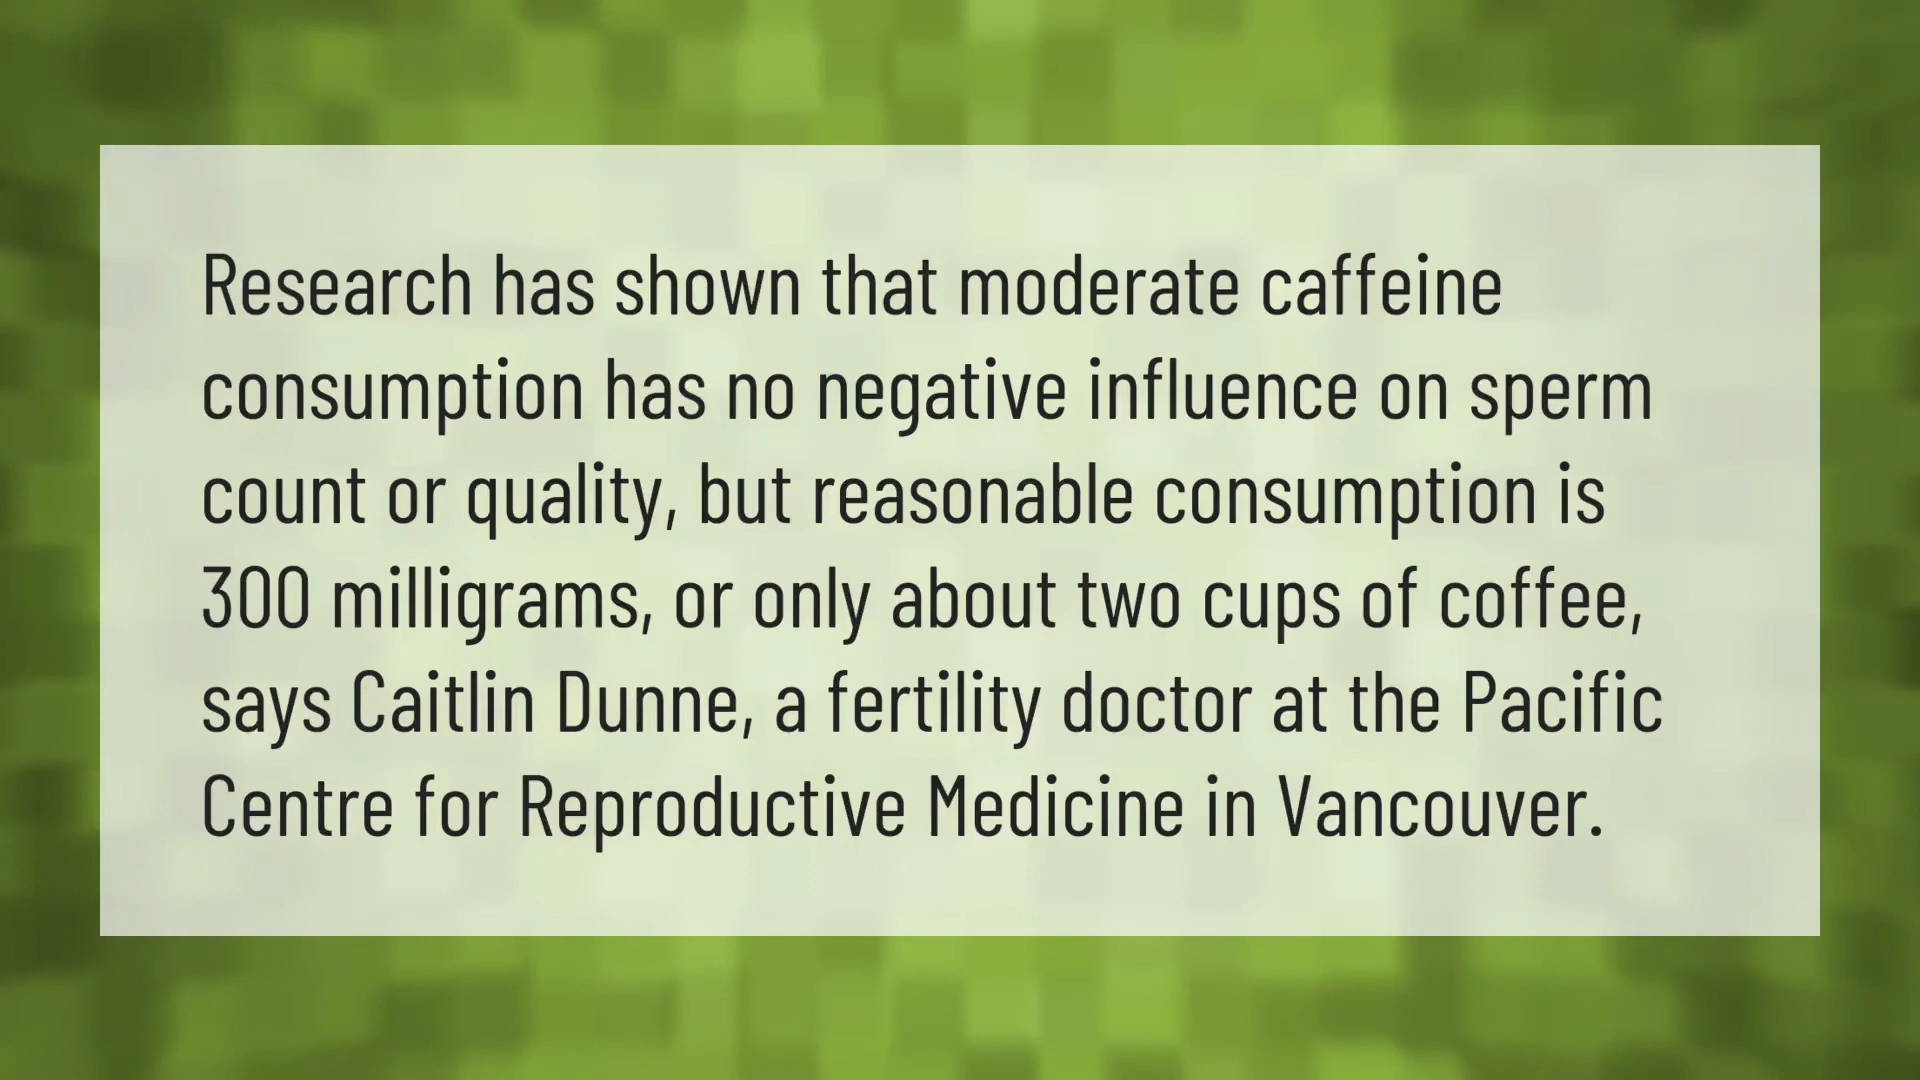 Research has shown that moderate caffeine
consumption has no negative influence on sperm
count or quality, but reasonable consumption is
300 milligrams, or only about two cups of coffee,
says Caitlin Dunne, a fertility doctor at the Pacific
Centre for Reproductive Medicine in Vancouver.